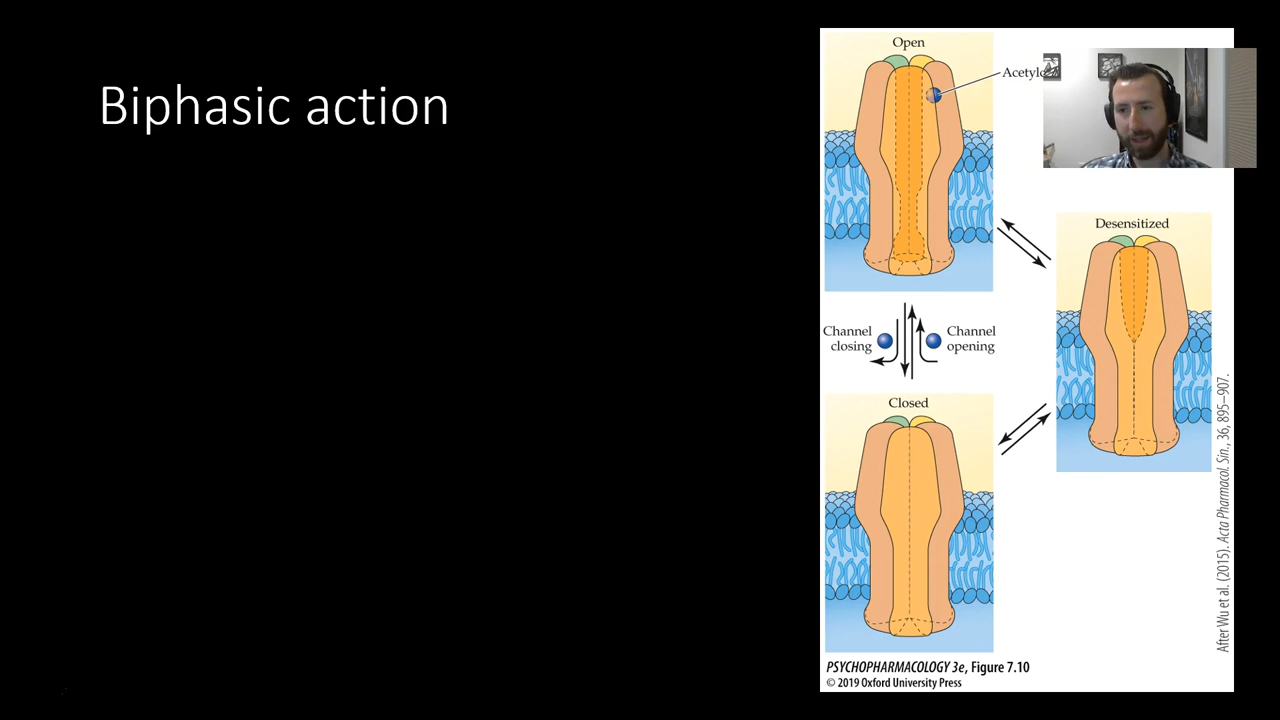 Biphasic action
Open
Desensitized
Channel
closing
Channel
opening
Closed
After Wu et al. (2015). Acta Pharmacol. Sin., 36, 895–907.
PSYCHOPHARMACOLOGY 3e, Figure 7.10
© 2019 Oxford University Press